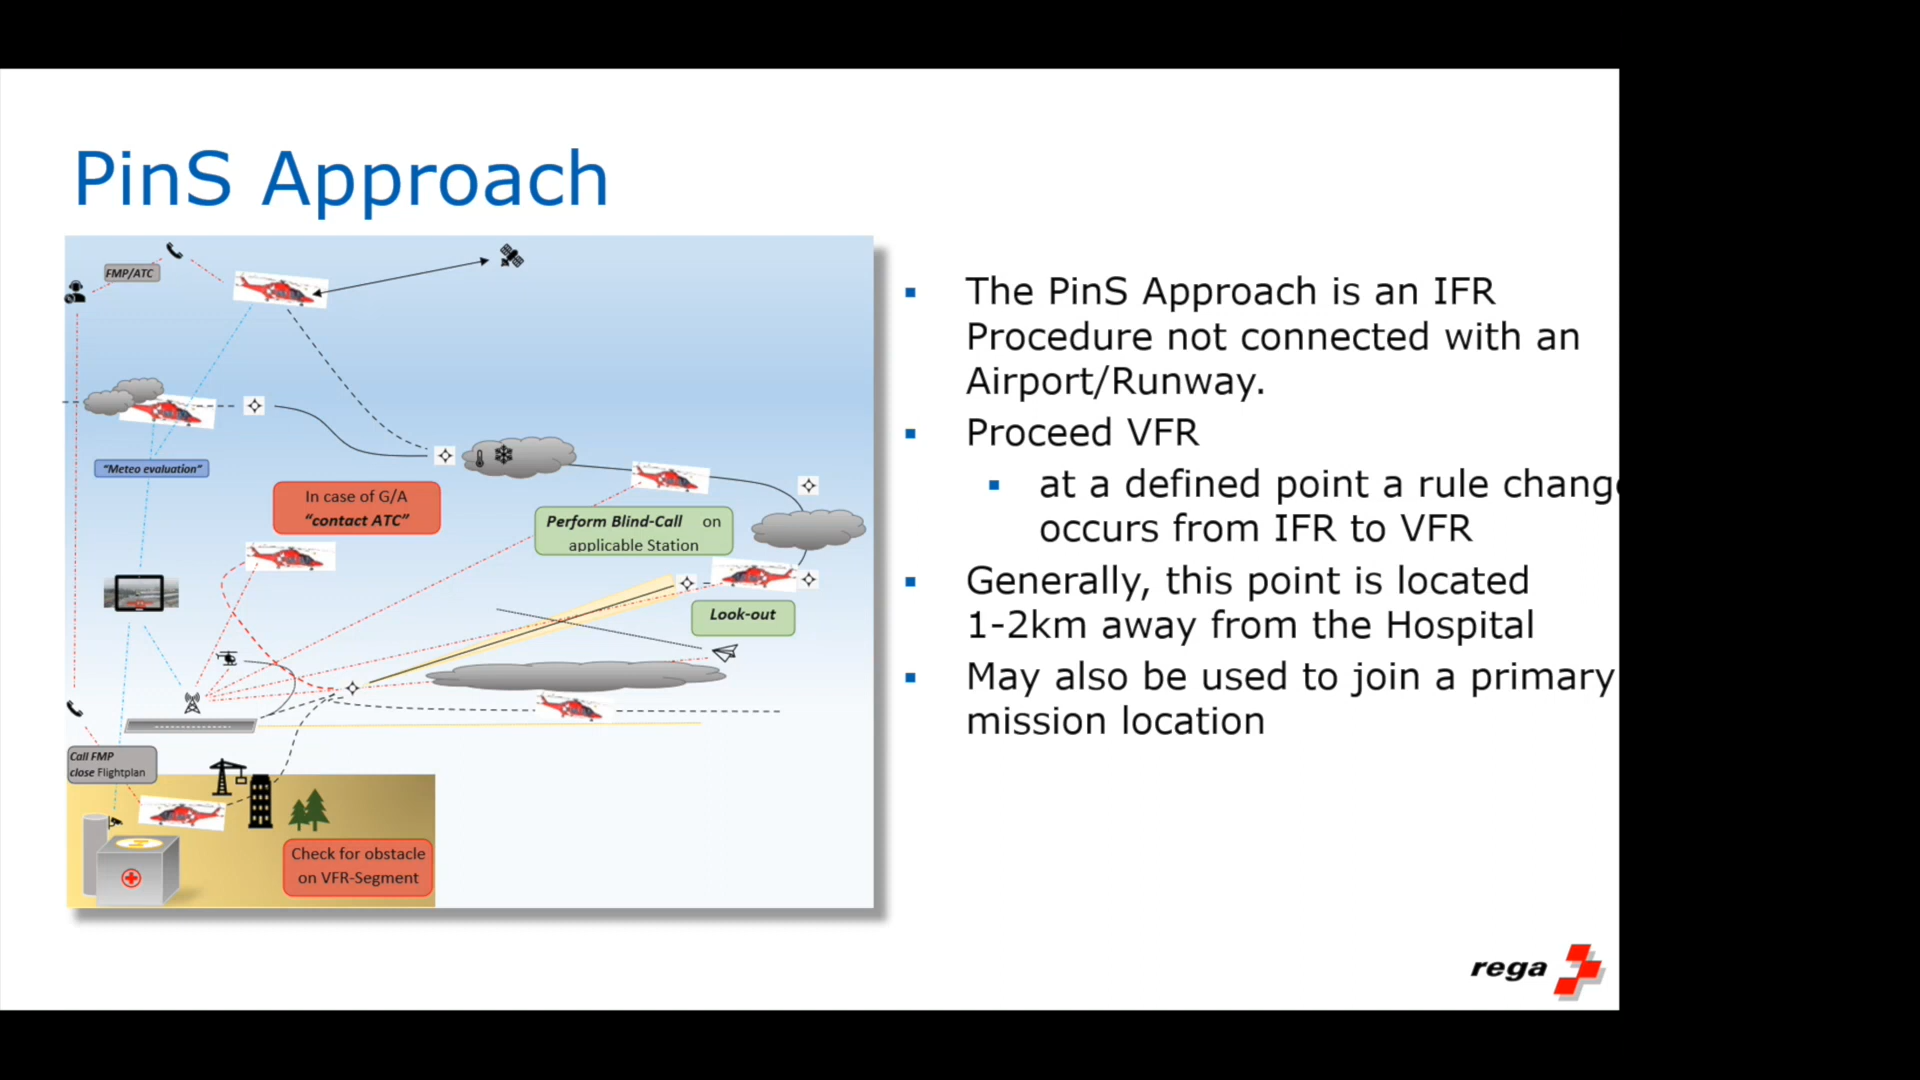 PinS Approach
FMP/ATC
"Meteo evaluation"
In case of G/A
"contact ATC"
Perform Blind-Call on
applicable Station
Look-out
Call FMP
close Flightplan
Check for obstacle
on VFR-Segment
The PinS Approach is an IFR
Procedure not connected with an
Airport/Runway.
Proceed VFR
at a defined point a rule chang
occurs from IFR to VFR
Generally, this point is located
1-2km away from the Hospital
May also be used to join a primary
mission location
rega